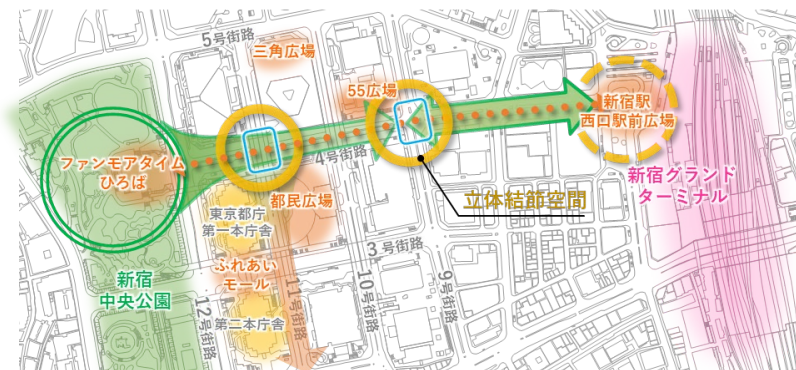 5号街路
三角広場
55広場
新宿駅
西口駅前広場
ファンモアタイム
ひろば
4号街路
新宿グランド
ターミナル
立体結節空間
都民広場
東京都庁
第一本庁舎
3号街路
ふれあい
モール
新宿
中央公園
12号街路
11号街路
10号街路
9号街路
第二本庁舎